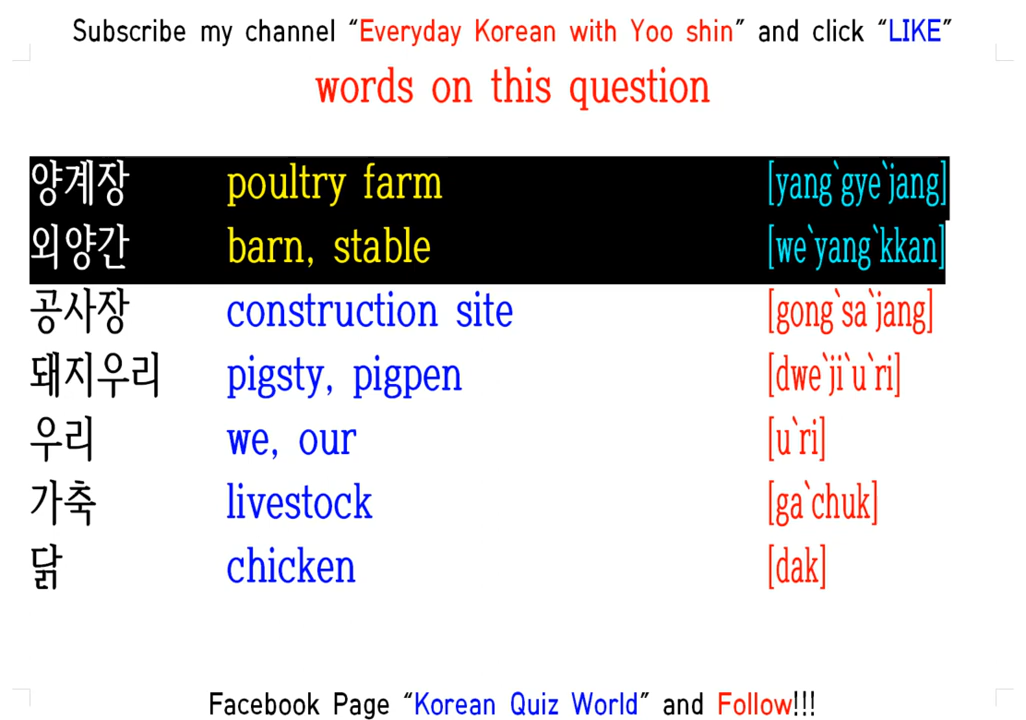 Subscribe my channel “Everyday Korean with Yoo shin” and click “LIKE”
words on this question
양계장 poultry farm [yang`gye`jang]
외양간 barn, stable [we`yang`kkan]
공사장 construction site [gong`sa`jang]
돼지우리 pigsty, pigpen [dwe`ji`u`ri]
우리 we, our [u`ri]
가축 livestock [ga`chuk]
닭 chicken [dak]
Facebook Page “Korean Quiz World” and Follow!!!